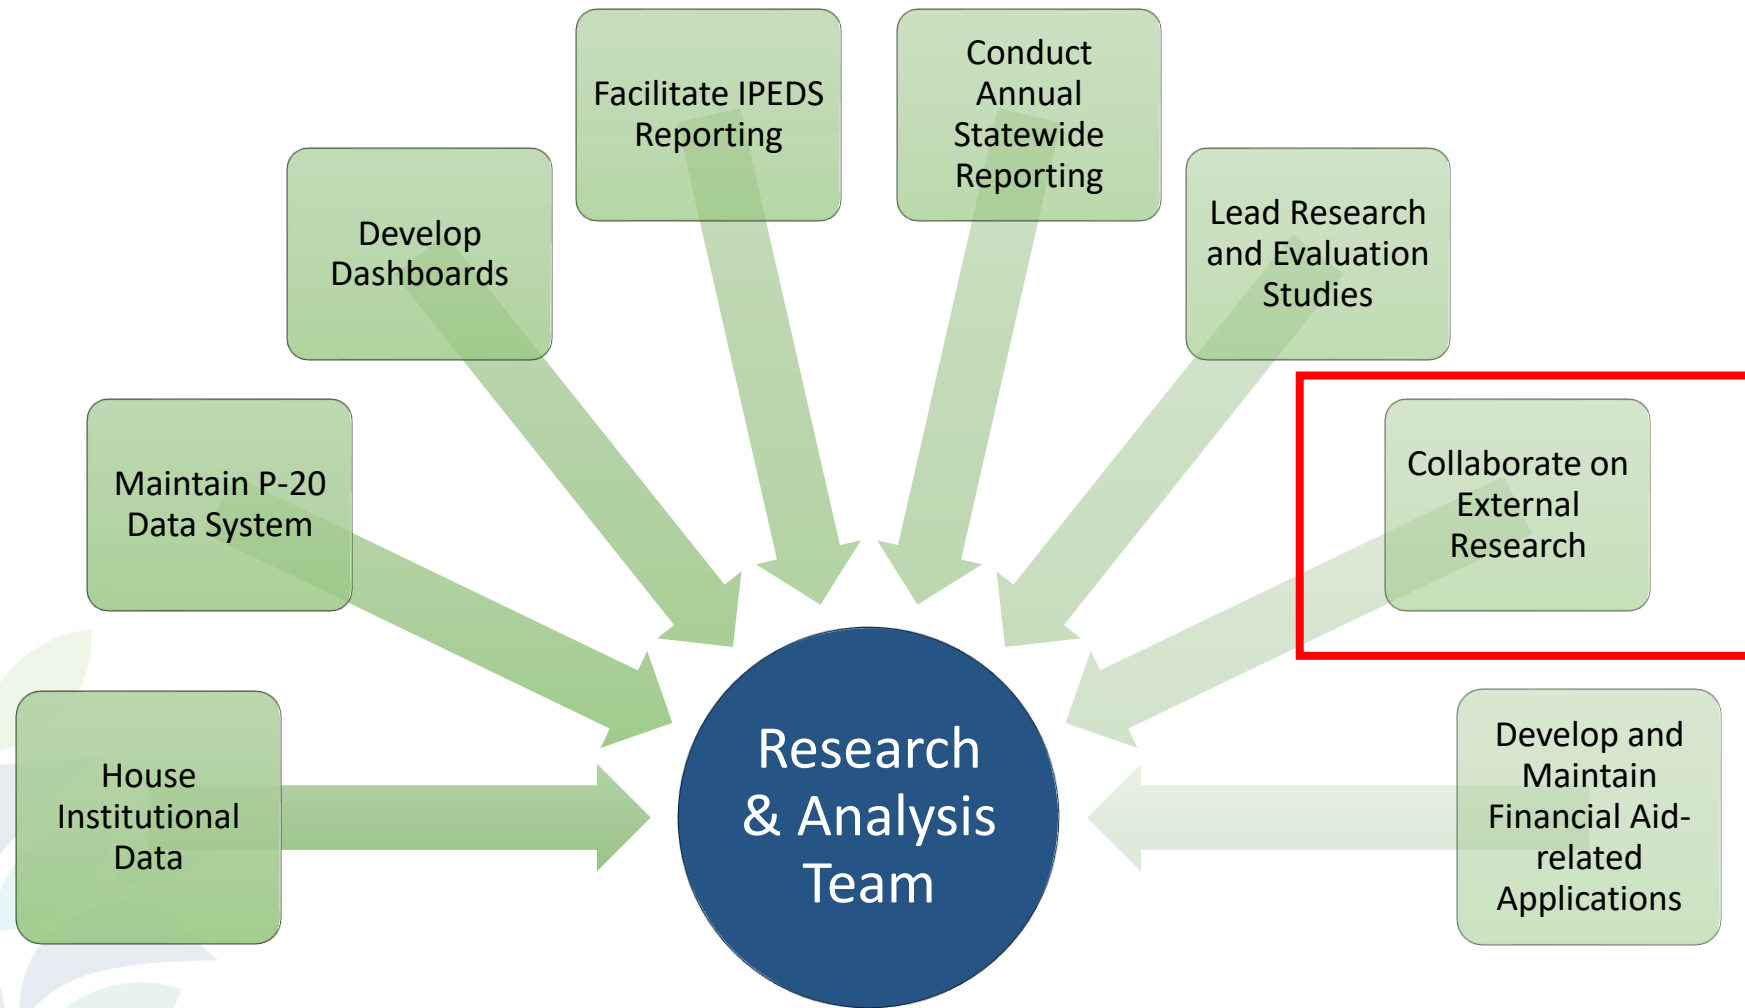 Facilitate IPEDS
Reporting
Conduct
Annual
Statewide
Reporting
Develop
Dashboards
Lead Research
and Evaluation
Studies
Maintain P-20
Data System
Collaborate on
External
Research
House
Institutional
Data
Research
& Analysis
Team
Develop and
Maintain
Financial Aid-
related
Applications